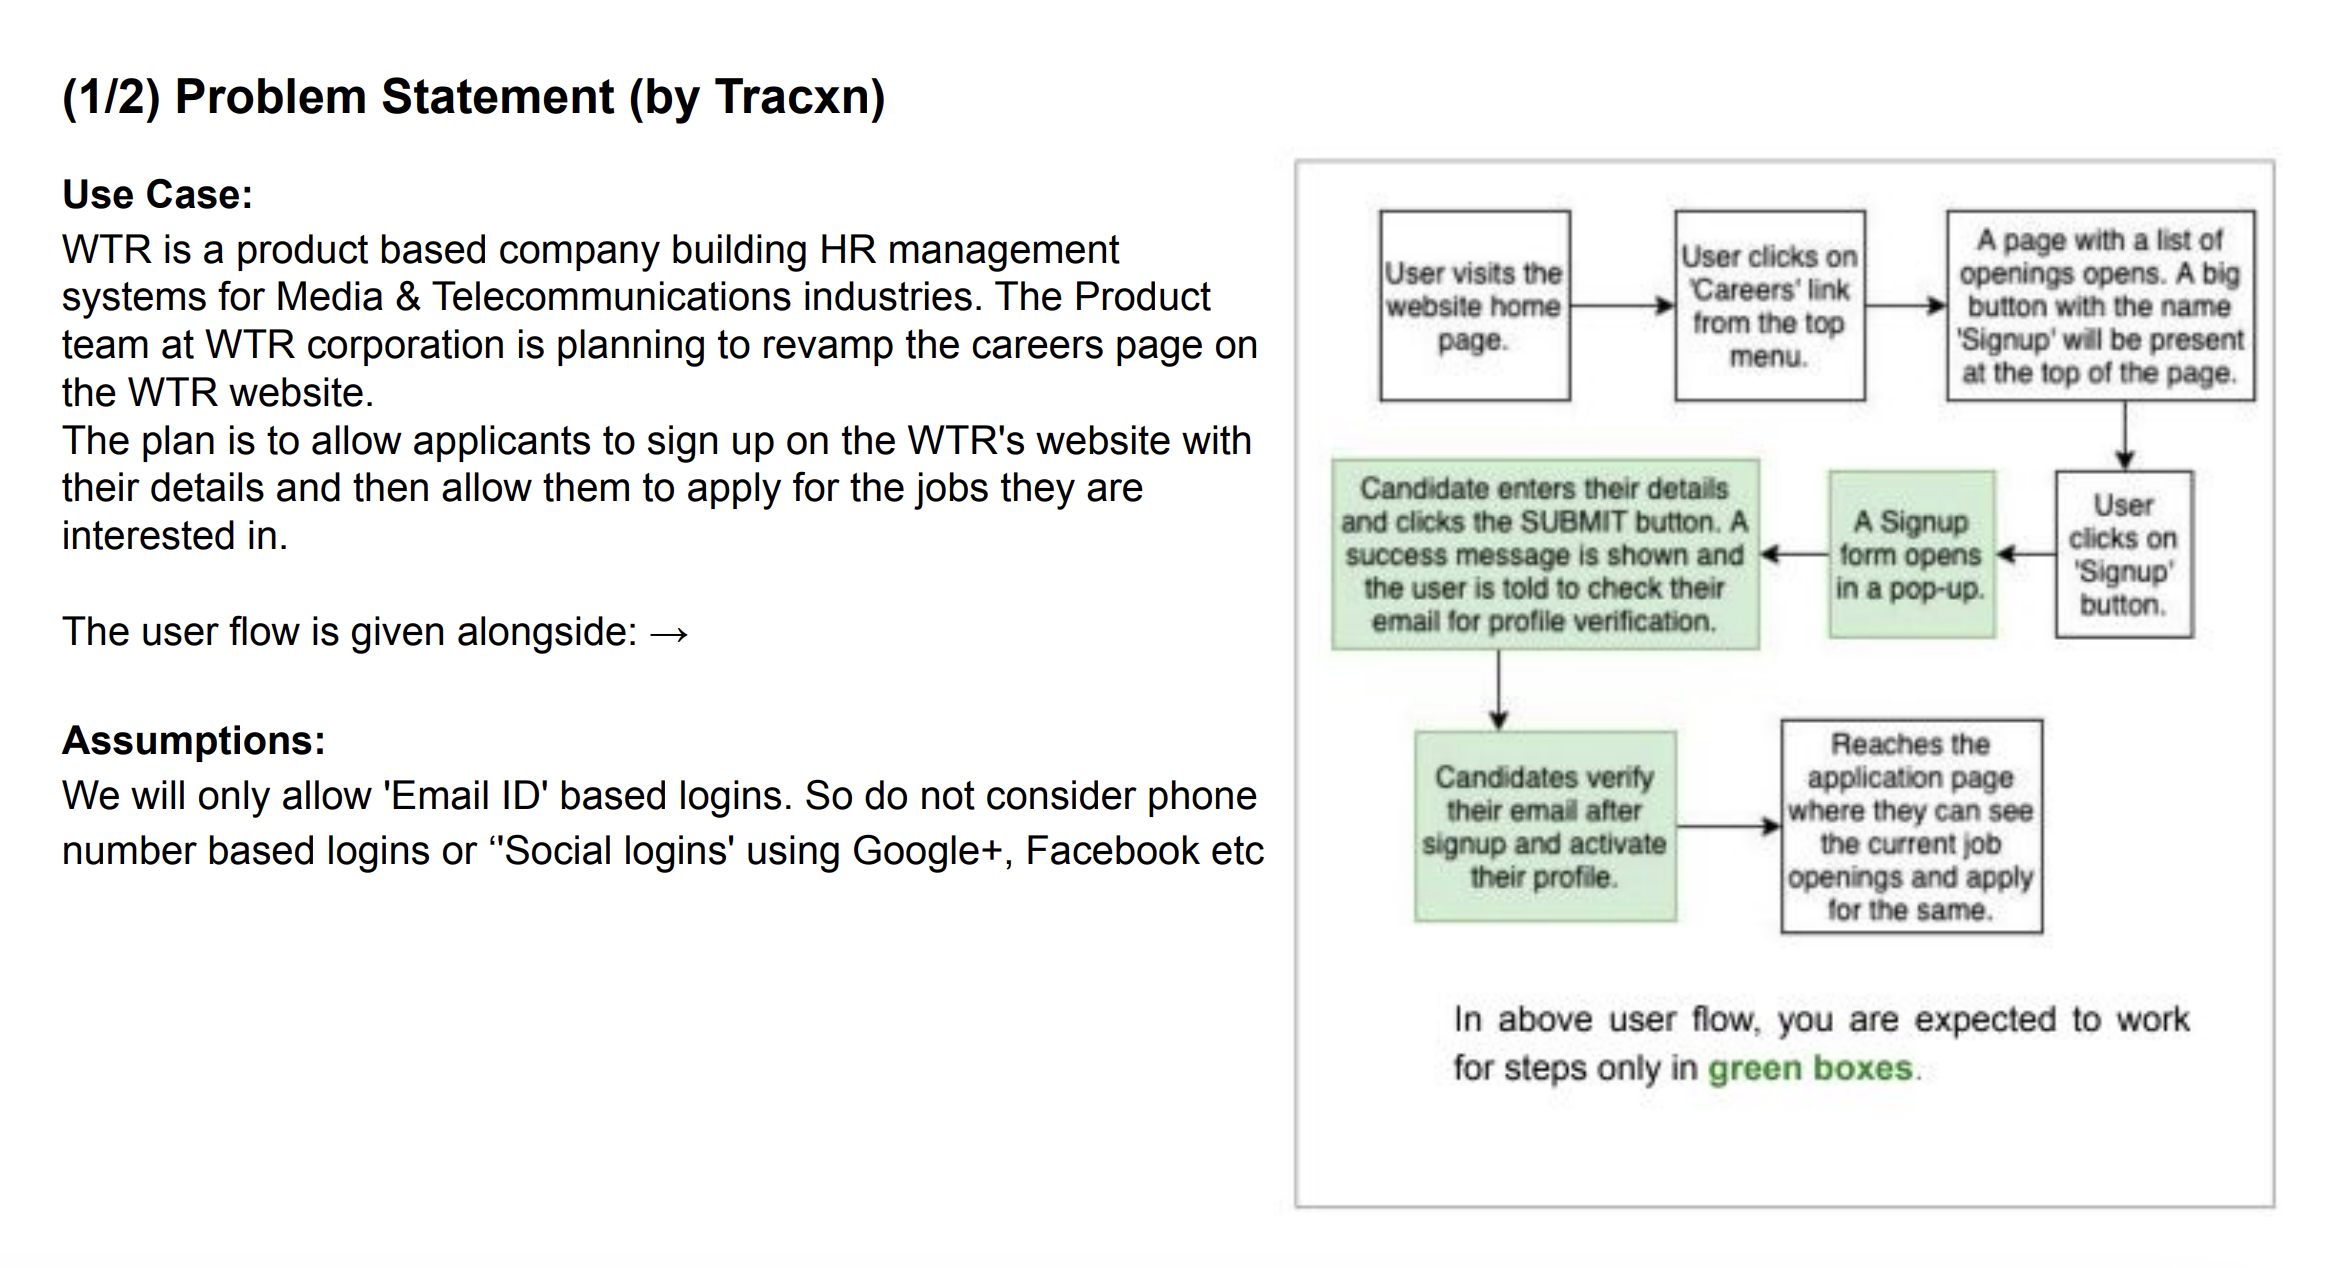 (1/2) Problem Statement (by Tracxn)
Use Case:
WTR is a product based company building HR management
systems for Media & Telecommunications industries. The Product
team at WTR corporation is planning to revamp the careers page on
the WTR website.
The plan is to allow applicants to sign up on the WTR's website with
their details and then allow them to apply for the jobs they are
interested in.
The user flow is given alongside: →
Assumptions:
We will only allow 'Email ID' based logins. So do not consider phone
number based logins or ‘'Social logins' using Google+, Facebook etc
User visits the
website home
page.
User clicks on
'Careers' link
from the top
menu.
A page with a list of
openings opens. A big
button with the name
'Signup' will be present
at the top of the page.
User
clicks on
'Signup'
button.
A Signup
form opens
in a pop-up.
Candidate enters their details
and clicks the SUBMIT button. A
success message is shown and
the user is told to check their
email for profile verification.
Candidates verify
their email after
signup and activate
their profile.
Reaches the
application page
where they can see
the current job
openings and apply
for the same.
In above user flow, you are expected to work
for steps only in green boxes.